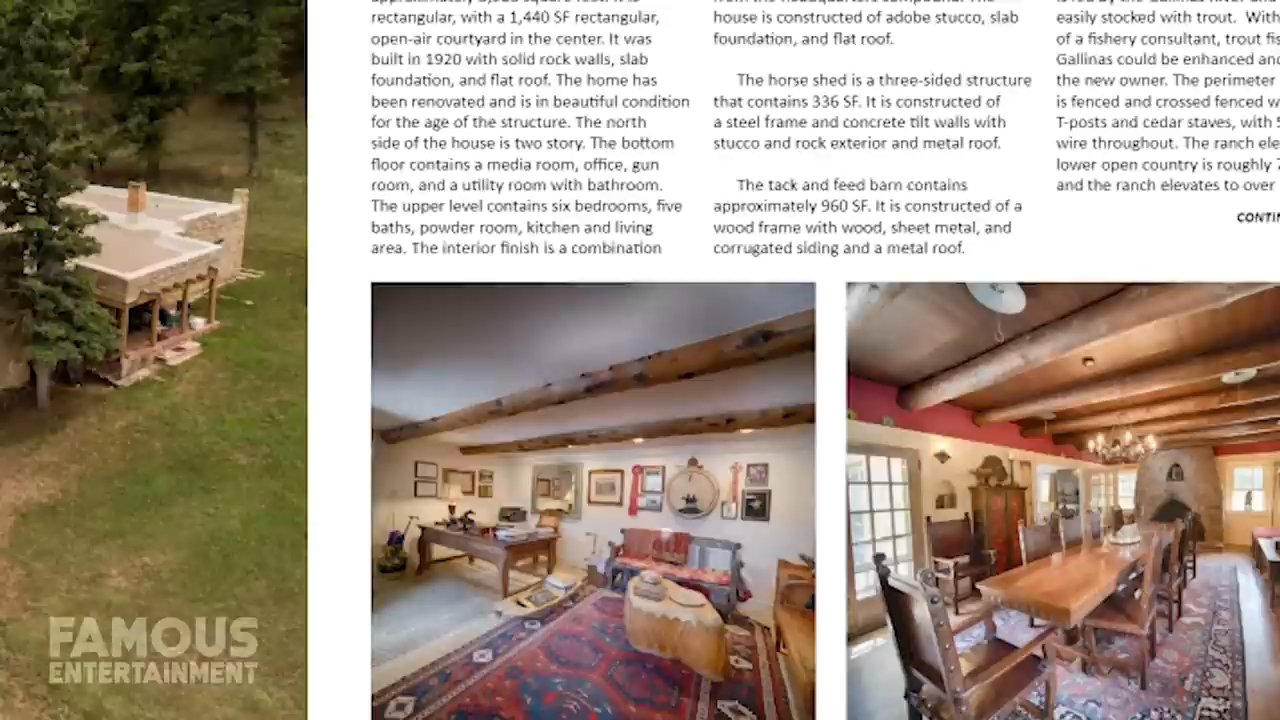 rectangular, with a 1,440 SF rectangular,
open-air courtyard in the center. It was
built in 1920 with solid rock walls, slab
foundation, and flat roof. The home has
been renovated and is in beautiful condition
for the age of the structure. The north
side of the house is two story. The bottom
floor contains a media room, office, gun
room, and a utility room with bathroom.
The upper level contains six bedrooms, five
baths, powder room, kitchen and living
area. The interior finish is a combination
house is constructed of adobe stucco, slab
foundation, and flat roof.
The horse shed is a three-sided structure
that contains 336 SF. It is constructed of
a steel frame and concrete tilt walls with
stucco and rock exterior and metal roof.
The tack and feed barn contains
approximately 960 SF. It is constructed of a
wood frame with wood, sheet metal, and
corrugated siding and a metal roof.
easily stocked with trout. With
of a fishery consultant, trout fis
Gallinas could be enhanced and
the new owner. The perimeter
is fenced and crossed fenced w
T-posts and cedar staves, with 5
wire throughout. The ranch ele
lower open country is roughly 7
and the ranch elevates to over
CONTIN
FAMOUS
ENTERTAINMENT